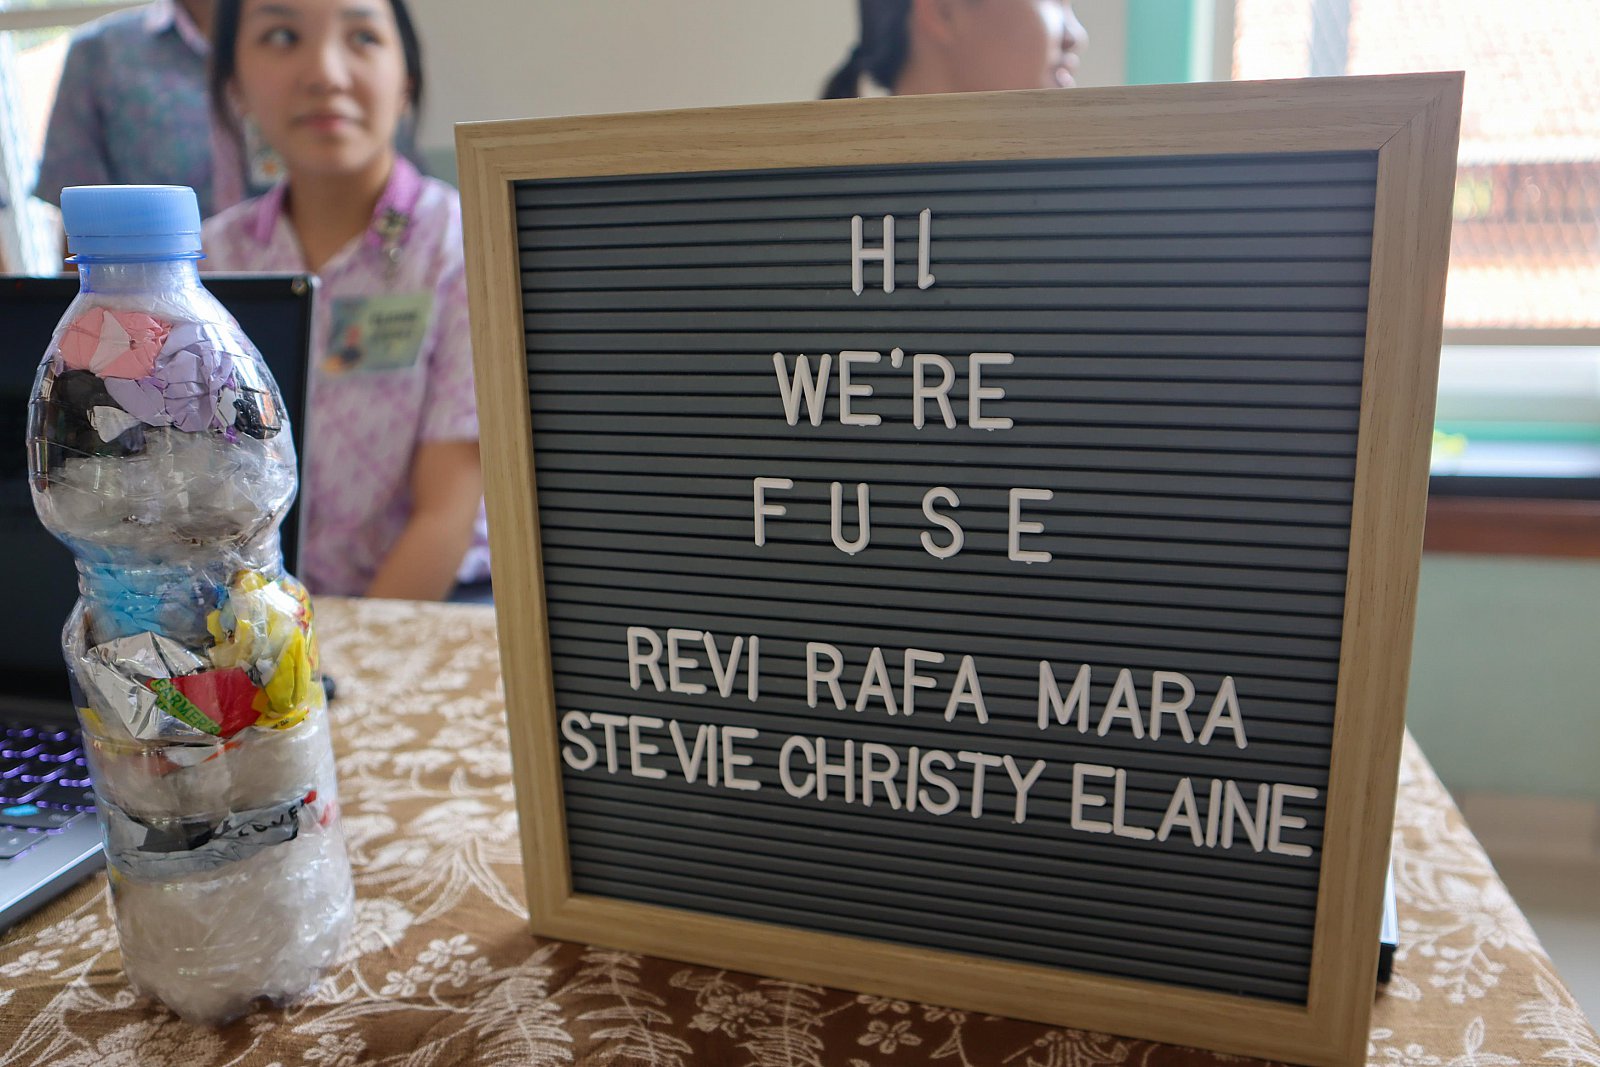 HI
WE'RE
FUSE
REVI RAFA MARA
STEVIE CHRISTY ELAINE